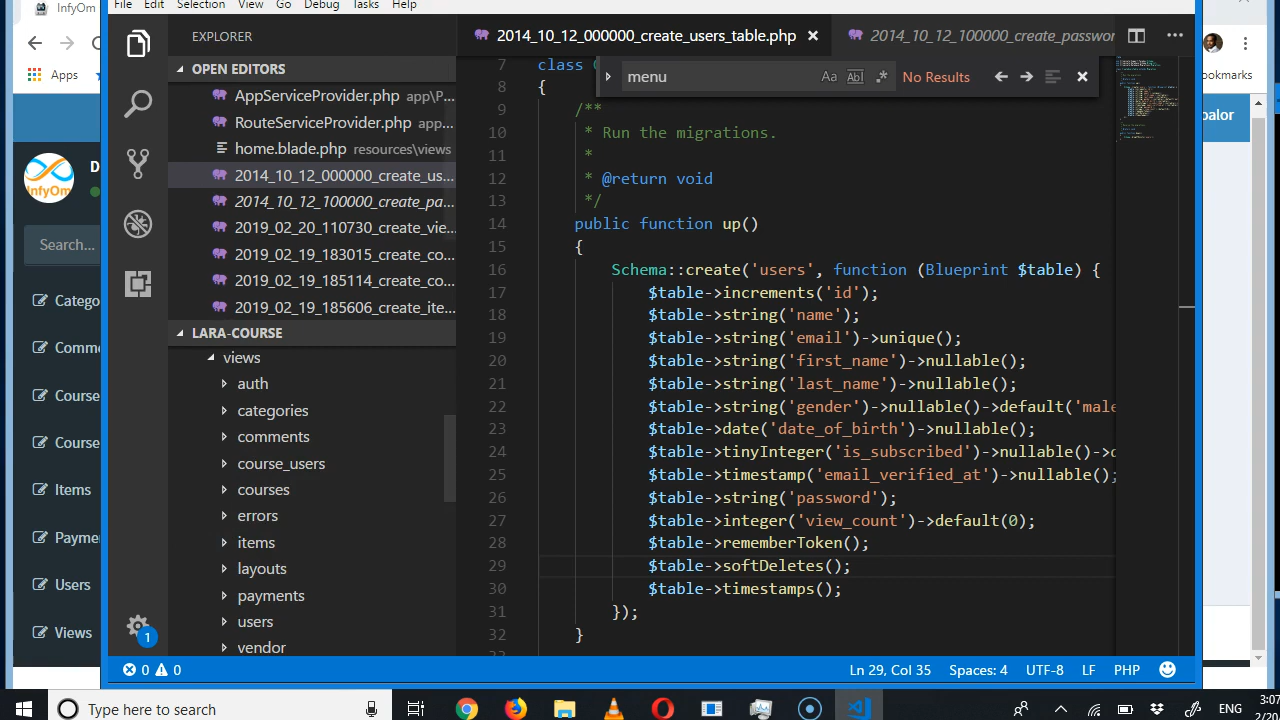 InfyOm
File Edit Selection View Go Debug Tasks Help
EXPLORER
2014_10_12_000000_create_users_table.php
2014_10_12_100000_create_passwor
Apps
OPEN EDITORS
menu
Aa
Abl
No Results
AppServiceProvider.php app\P...
RouteServiceProvider.php app...
home.blade.php resources\views
2014_10_12_000000_create_us...
2014_10_12_100000_create_pa...
2019_02_20_110730_create_vie...
2019_02_19_183015_create_co...
2019_02_19_185114_create_co...
2019_02_19_185606_create_ite...
LARA-COURSE
views
auth
categories
comments
course_users
courses
errors
items
layouts
payments
users
vendor
7 class
8 {
9 /**
10 * Run the migrations.
11 *
12 * @return void
13 */
14 public function up()
15 {
16 Schema::create('users', function (Blueprint $table) {
17 $table->increments('id');
18 $table->string('name');
19 $table->string('email')->unique();
20 $table->string('first_name')->nullable();
21 $table->string('last_name')->nullable();
22 $table->string('gender')->nullable()->default('male
23 $table->date('date_of_birth')->nullable();
24 $table->tinyInteger('is_subscribed')->nullable()->d
25 $table->timestamp('email_verified_at')->nullable();
26 $table->string('password');
27 $table->integer('view_count')->default(0);
28 $table->rememberToken();
29 $table->softDeletes();
30 $table->timestamps();
31 });
32 }
D
InfyOm
Search...
Catego
Comme
Course
Course
Items
Payme
Users
Views
okmarks
palor
1
0 0
Ln 29, Col 35 Spaces: 4 UTF-8 LF PHP
Type here to search
ENG
3:07